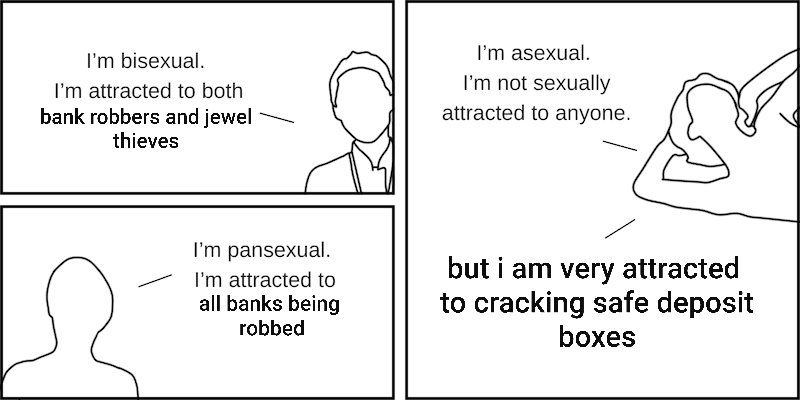 I'm bisexual.
I'm attracted to both
bank robbers and jewel
thieves
I'm pansexual.
I'm attracted to
all banks being
robbed
I'm asexual.
I'm not sexually
attracted to anyone.
but i am very attracted
to cracking safe deposit
boxes